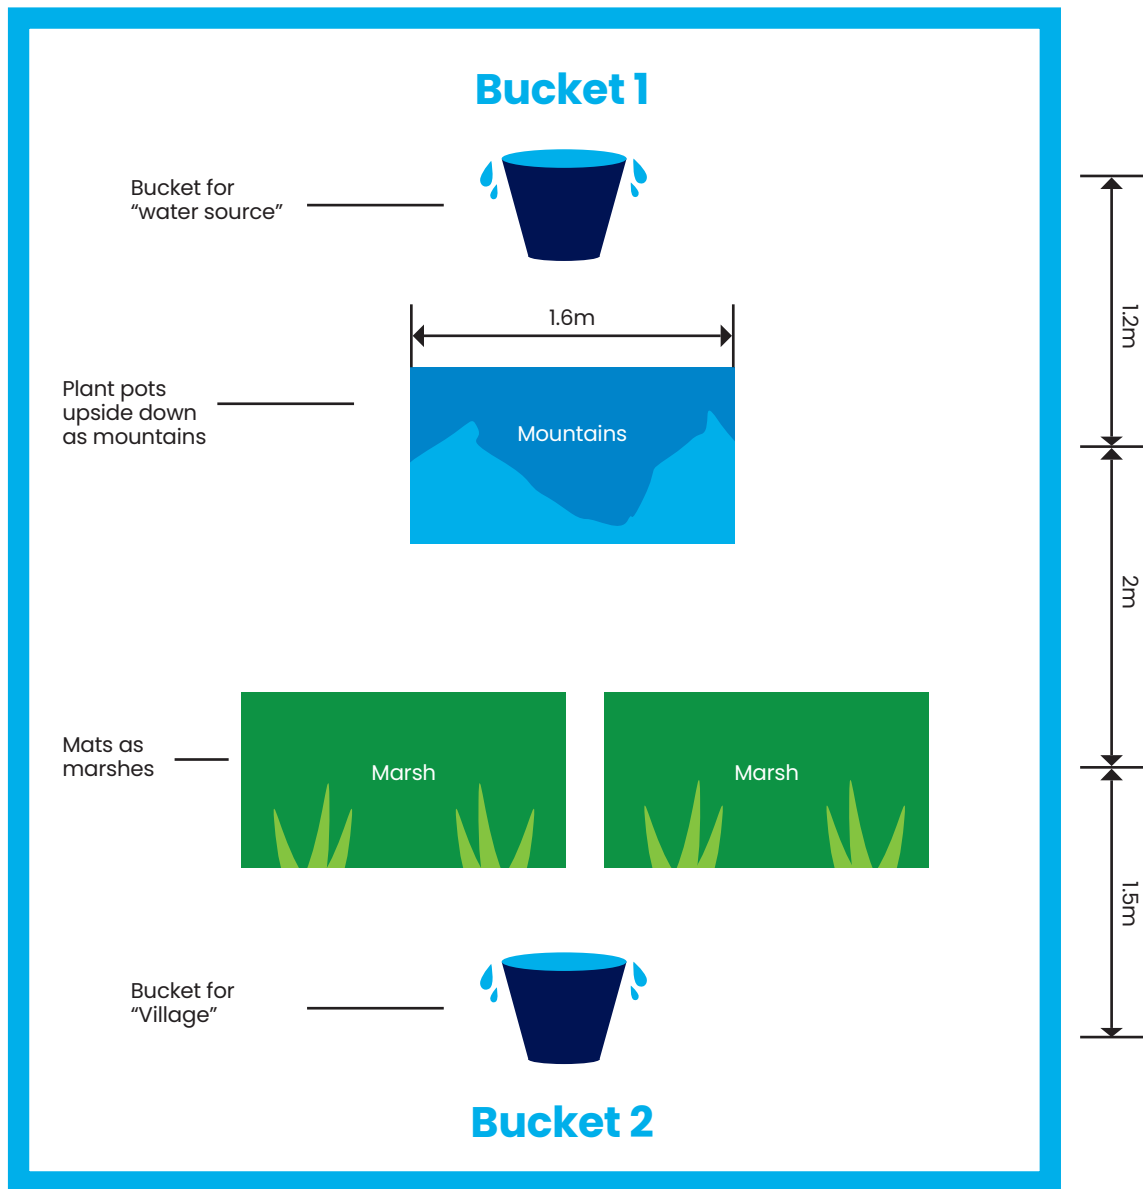 Bucket 1
Bucket for
“water source”
1.2m
1.6m
Plant pots
upside down
as mountains
Mountains
2m
Mats as
marshes
Marsh
Marsh
1.5m
Bucket for
“Village”
Bucket 2